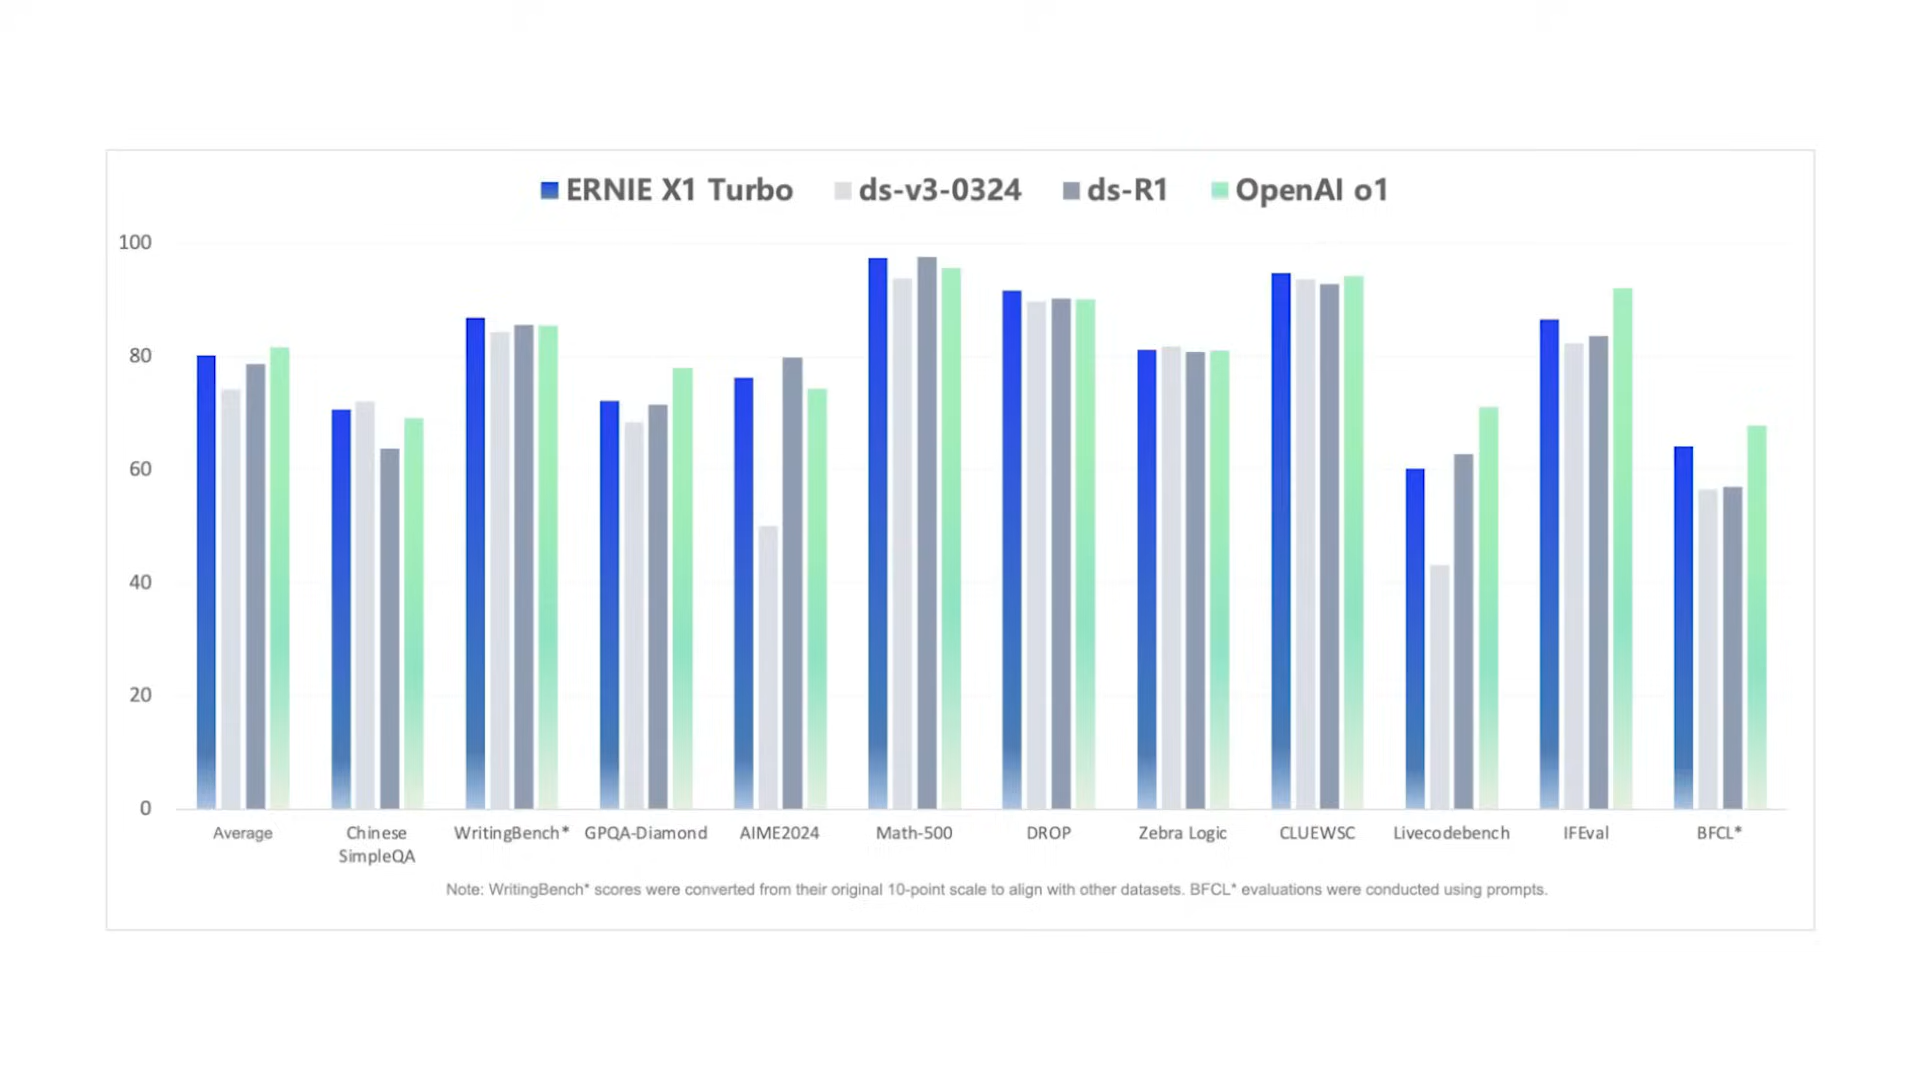 ERNIE X1 Turbo ds-v3-0324 ds-R1 OpenAI o1
100
80
60
40
20
0
Average Chinese SimpleQA WritingBench* GPQA-Diamond AIME2024 Math-500 DROP Zebra Logic CLUEWSC Livecodebench IFEval BFCL*
Note: WritingBench* scores were converted from their original 10-point scale to align with other datasets. BFCL* evaluations were conducted using prompts.